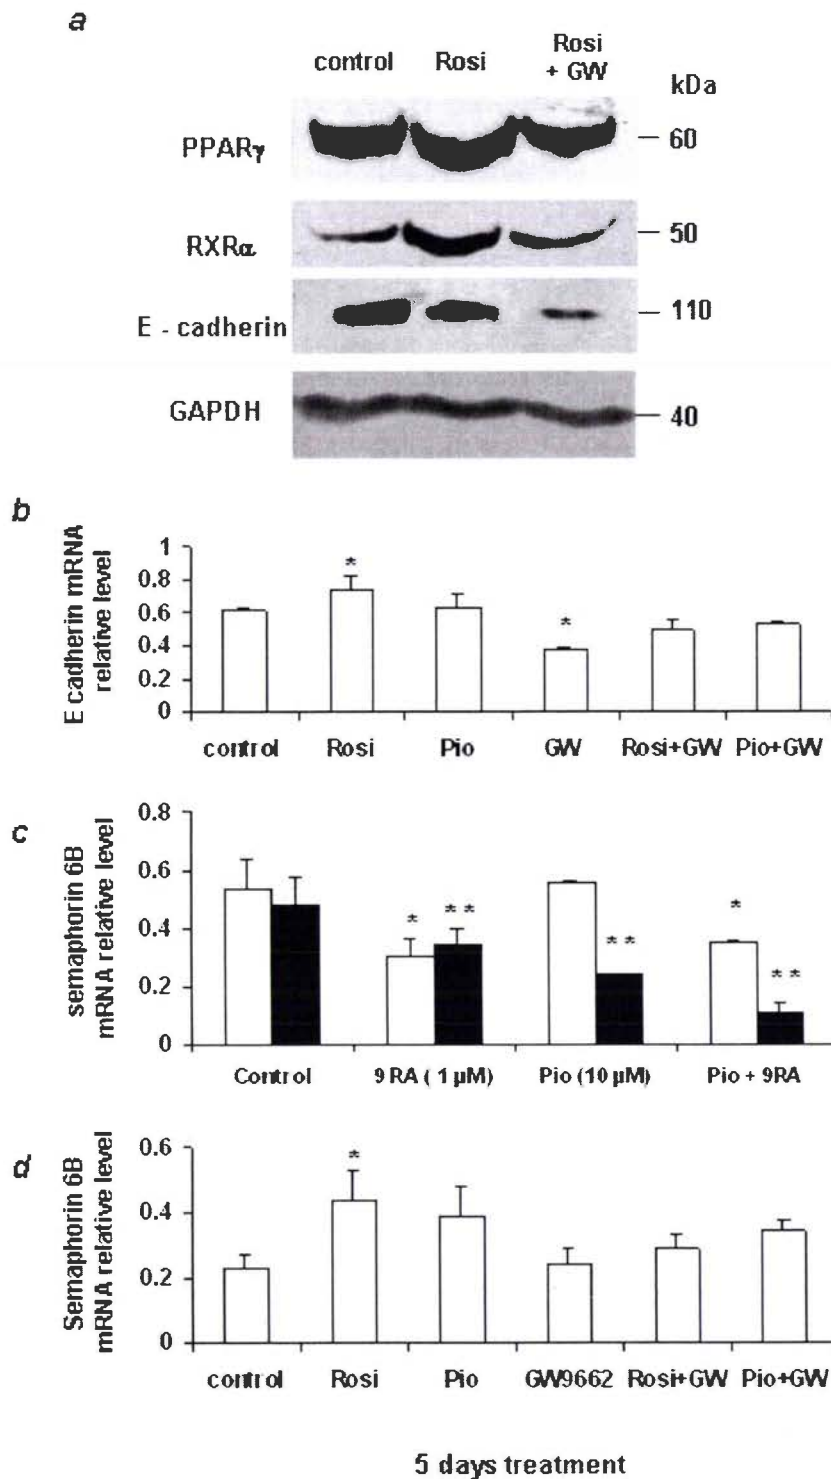 a
control Rosi Rosi + GW kDa
PPARγ 60
RXRα 50
E - cadherin 110
GAPDH 40
b
E cadherin mRNA relative level
1
0.8
0.6
0.4
0.2
0
*
*
control Rosi Pio GW Rosi+GW Pio+GW
c
semaphorin 6B mRNA relative level
0.8
0.6
0.4
0.2
0
* ** ** * **
Control 9 RA ( 1 µM) Pio (10 µM) Pio + 9RA
d
Semaphorin 6B mRNA relative level
0.6
0.4
0.2
0
*
control Rosi Pio GW9662 Rosi+GW Pio+GW
5 days treatment